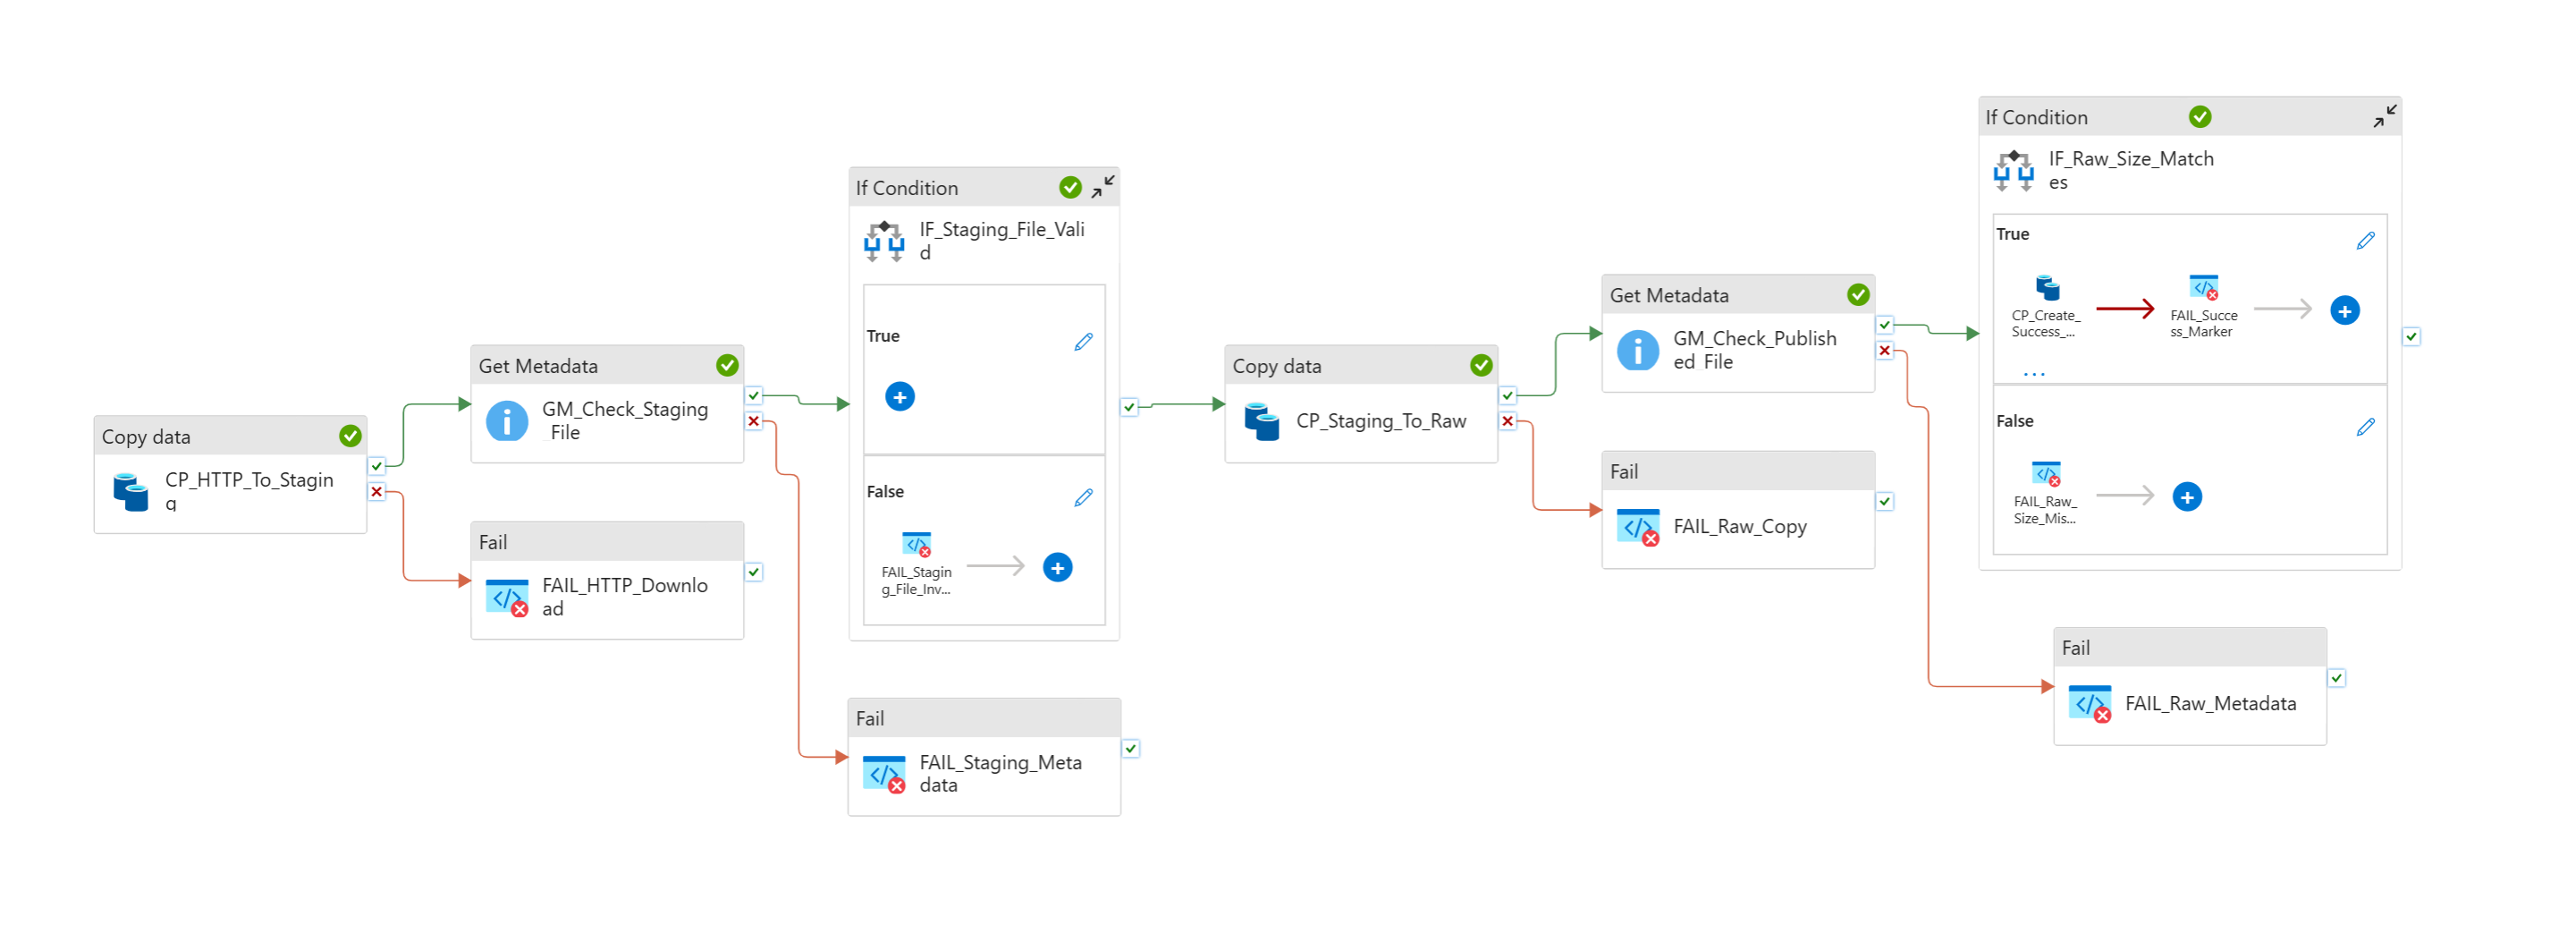 Copy data
CP_HTTP_To_Stagin
g
Get Metadata
GM_Check_Staging
_File
Fail
FAIL_HTTP_Downlo
ad
If Condition
IF_Staging_File_Vali
d
True
False
FAIL_Stagin
g_File_Inv...
Fail
FAIL_Staging_Meta
data
Copy data
CP_Staging_To_Raw
Get Metadata
GM_Check_Publish
ed_File
Fail
FAIL_Raw_Copy
If Condition
IF_Raw_Size_Match
es
True
CP_Create_
Success_...
FAIL_Succe
ss_Marker
...
False
FAIL_Raw_
Size_Mis...
Fail
FAIL_Raw_Metadata